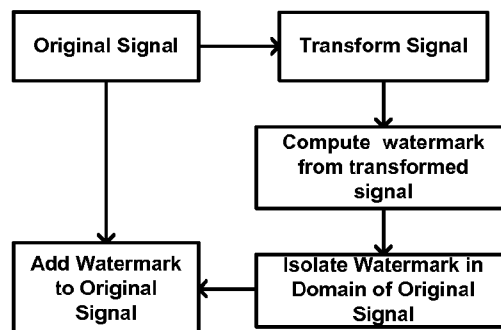 Original Signal
Transform Signal
Compute watermark
from transformed
signal
Add Watermark
to Original
Signal
Isolate Watermark in
Domain of Original
Signal